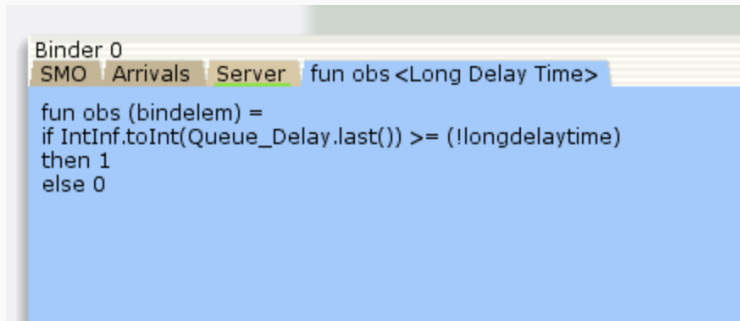 Binder 0
SMO Arrivals Server fun obs <Long Delay Time>
fun obs (bindelem) =
if IntInf.toInt(Queue_Delay.last()) >= (!longdelaytime)
then 1
else 0